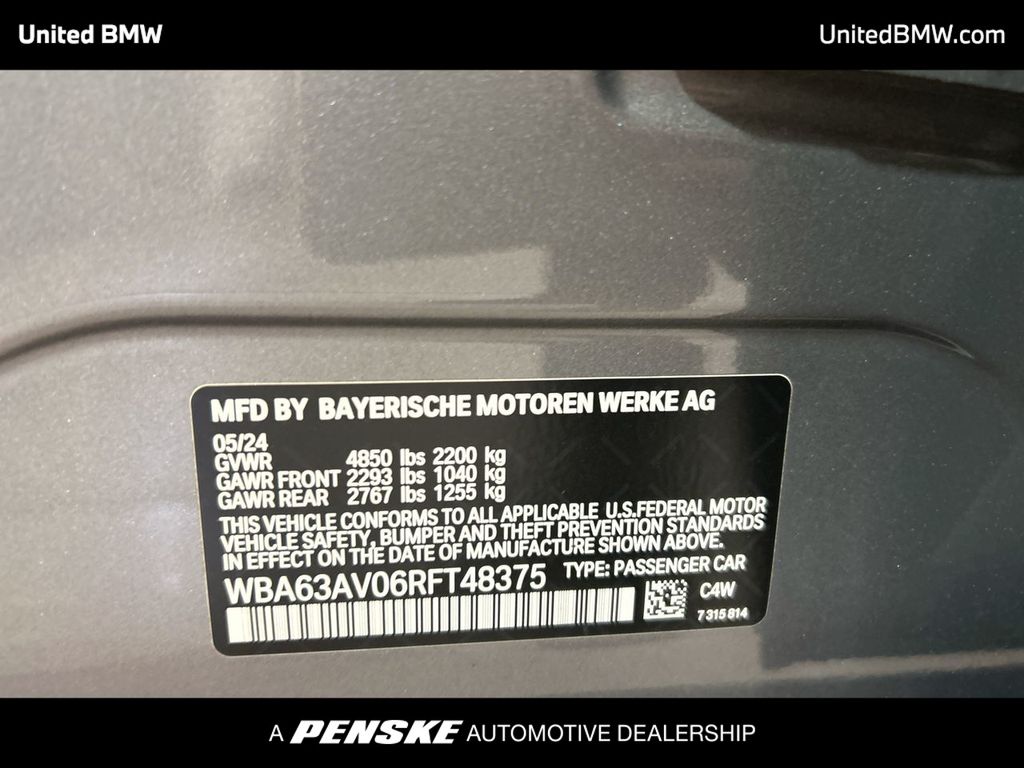 United BMW
UnitedBMW.com
MFD BY BAYERISCHE MOTOREN WERKE AG
05/24
GVWR 4850 lbs 2200 kg
GAWR FRONT 2293 lbs 1040 kg
GAWR REAR 2767 lbs 1255 kg
THIS VEHICLE CONFORMS TO ALL APPLICABLE U.S.FEDERAL MOTOR
VEHICLE SAFETY, BUMPER AND THEFT PREVENTION STANDARDS
IN EFFECT ON THE DATE OF MANUFACTURE SHOWN ABOVE.
WBA63AV06RFT48375 TYPE: PASSENGER CAR
C4W
7 315 814
A PENSKE AUTOMOTIVE DEALERSHIP